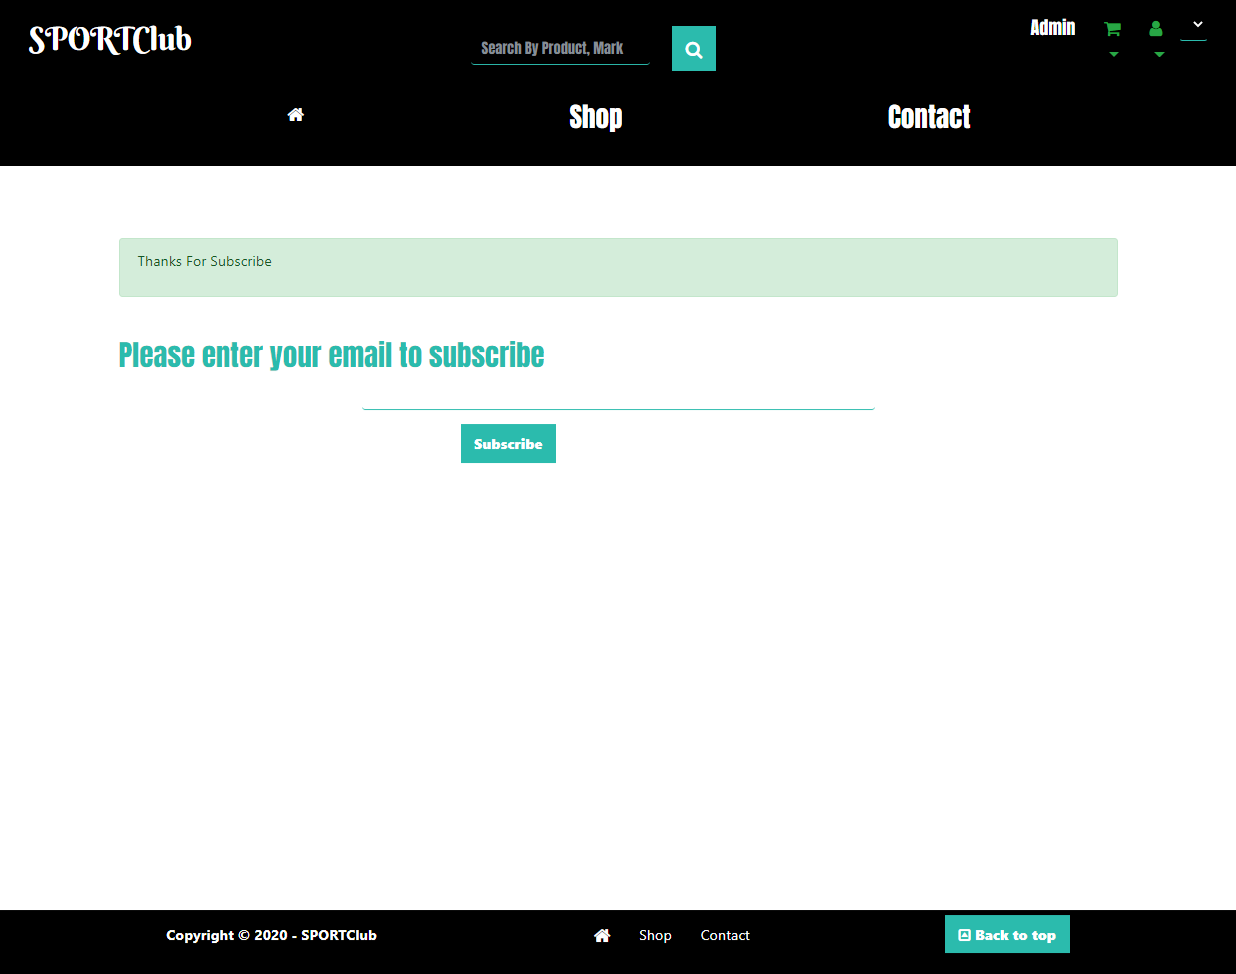 SPORTClub
Search By Product, Mark
Admin
Shop
Contact
Thanks For Subscribe
Please enter your email to subscribe
Subscribe
Copyright © 2020 - SPORTClub
Shop
Contact
Back to top